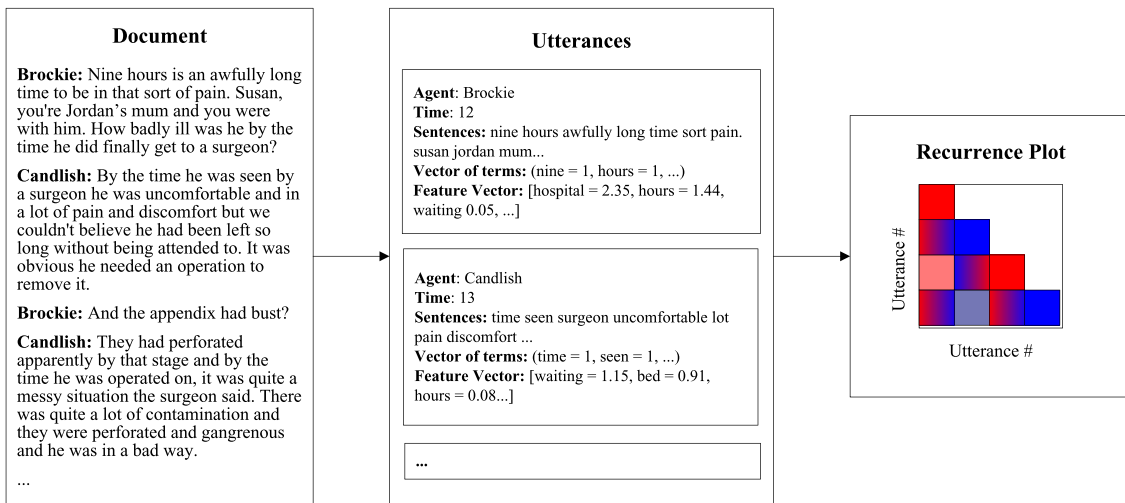 Document
Brockie: Nine hours is an awfully long
time to be in that sort of pain. Susan,
you're Jordan’s mum and you were
with him. How badly ill was he by the
time he did finally get to a surgeon?
Candlish: By the time he was seen by
a surgeon he was uncomfortable and in
a lot of pain and discomfort but we
couldn't believe he had been left so
long without being attended to. It was
obvious he needed an operation to
remove it.
Brockie: And the appendix had bust?
Candlish: They had perforated
apparently by that stage and by the
time he was operated on, it was quite a
messy situation the surgeon said. There
was quite a lot of contamination and
they were perforated and gangrenous
and he was in a bad way.
...
Utterances
Agent: Brockie
Time: 12
Sentences: nine hours awfully long time sort pain.
susan jordan mum...
Vector of terms: (nine = 1, hours = 1, ...)
Feature Vector: [hospital = 2.35, hours = 1.44,
waiting 0.05, ...]
Agent: Candlish
Time: 13
Sentences: time seen surgeon uncomfortable lot
pain discomfort ...
Vector of terms: (time = 1, seen = 1, ...)
Feature Vector: [waiting = 1.15, bed = 0.91,
hours = 0.08...]
...
Recurrence Plot
Utterance #
Utterance #